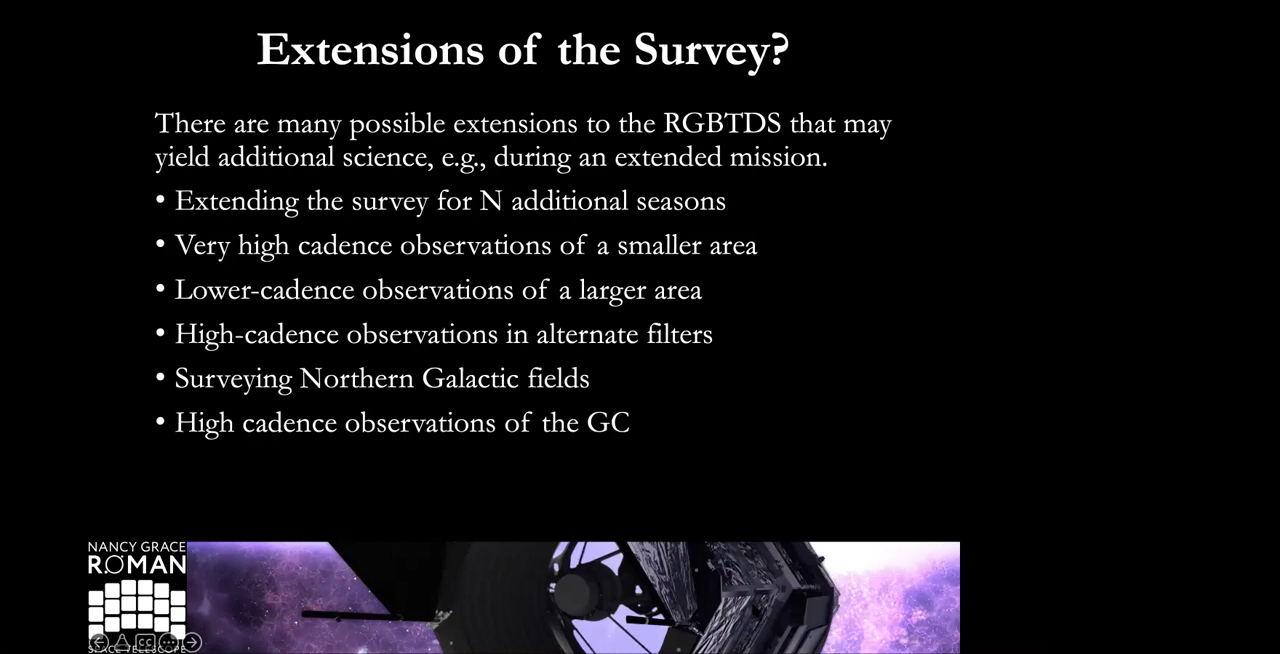 Extensions of the Survey?
There are many possible extensions to the RGBTDS that may
yield additional science, e.g., during an extended mission.
• Extending the survey for N additional seasons
• Very high cadence observations of a smaller area
• Lower-cadence observations of a larger area
• High-cadence observations in alternate filters
• Surveying Northern Galactic fields
• High cadence observations of the GC
NANCY GRACE
ROMAN
SPACE TELESCOPE
CC